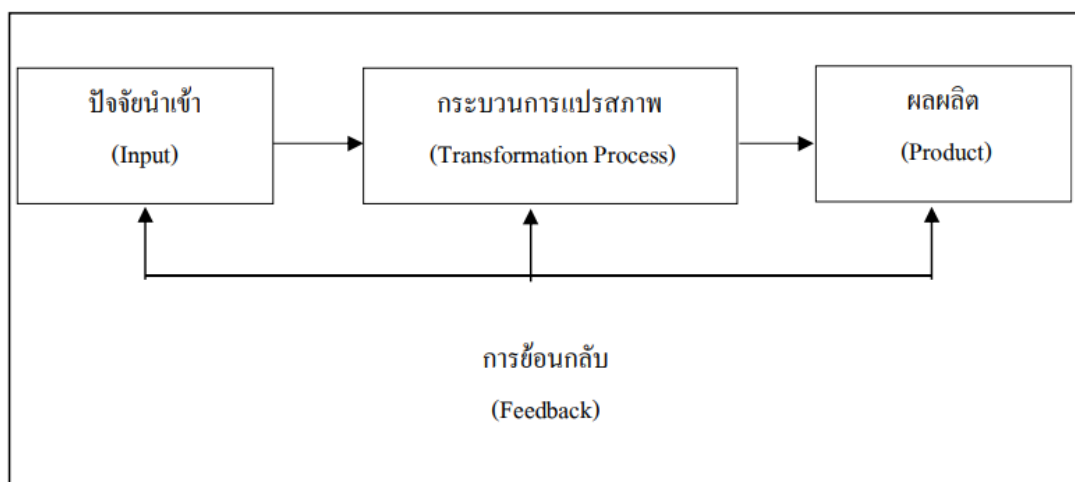 ปัจจัยนำเข้า
(Input)
กระบวนการแปรสภาพ
(Transformation Process)
ผลผลิต
(Product)
การย้อนกลับ
(Feedback)